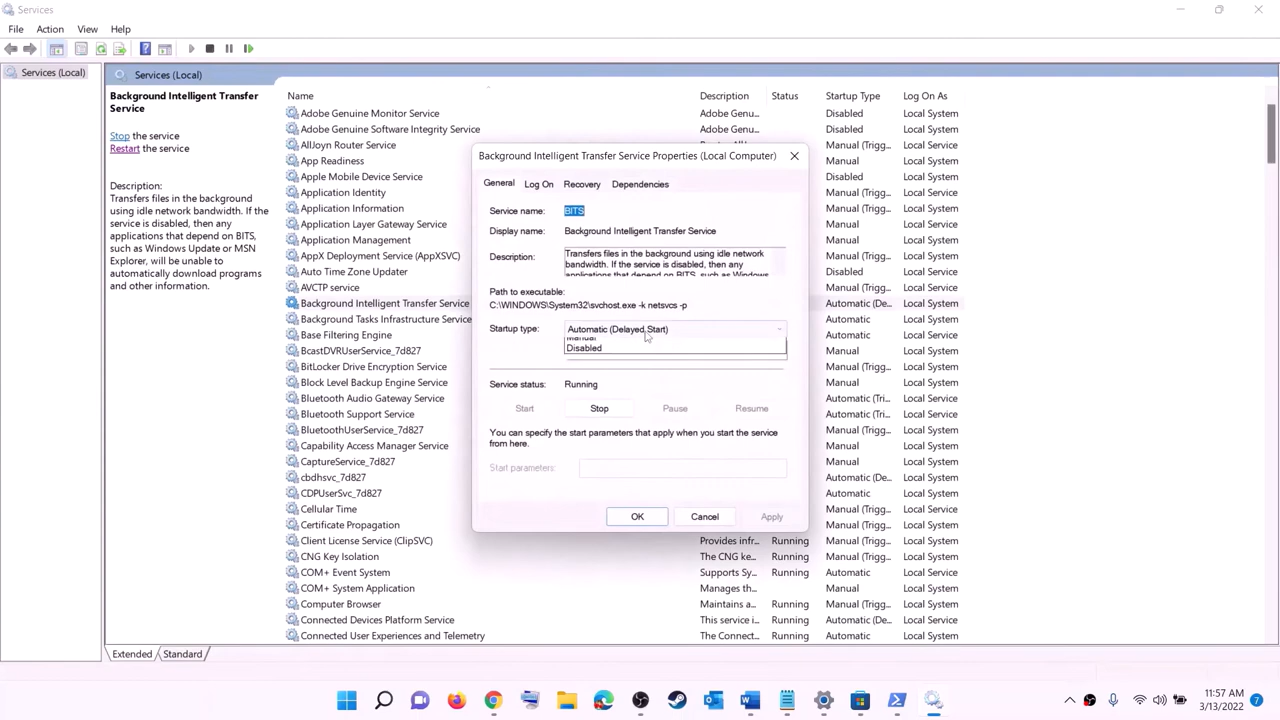 Services
File Action View Help
Services (Local)
Services (Local)
Background Intelligent Transfer
Service
Stop the service
Restart the service
Description:
Transfers files in the background
using idle network bandwidth. If the
service is disabled, then any
applications that depend on BITS,
such as Windows Update or MSN
Explorer, will be unable to
automatically download programs
and other information.
Name Description Status Startup Type Log On As
Adobe Genuine Monitor Service Adobe Genu... Disabled Local System
Adobe Genuine Software Integrity Service Adobe Genu... Disabled Local System
AllJoyn Router Service Manual (Trigg... Local Service
App Readiness Manual Local System
Apple Mobile Device Service Disabled Local System
Application Identity Manual (Trigg... Local Service
Application Information Manual (Trigg... Local System
Application Layer Gateway Service Manual Local Service
Application Management Manual Local System
AppX Deployment Service (AppXSVC) Manual (Trigg... Local System
Auto Time Zone Updater Disabled Local Service
AVCTP service Manual (Trigg... Local Service
Background Intelligent Transfer Service Automatic (De... Local System
Background Tasks Infrastructure Service Automatic Local System
Base Filtering Engine Automatic Local Service
BcastDVRUserService_7d827 Manual Local System
BitLocker Drive Encryption Service Manual (Trigg... Local System
Block Level Backup Engine Service Manual Local System
Bluetooth Audio Gateway Service Manual (Trigg... Local Service
Bluetooth Support Service Manual (Trigg... Local Service
BluetoothUserService_7d827 Manual (Trigg... Local System
Capability Access Manager Service Manual Local System
CaptureService_7d827 Manual Local System
cbdhsvc_7d827 Automatic (De... Local System
CDPUserSvc_7d827 Automatic Local System
Cellular Time Manual (Trigg... Local Service
Certificate Propagation Manual (Trigg... Local System
Client License Service (ClipSVC) Provides infr... Running Manual (Trigg... Local System
CNG Key Isolation The CNG ke... Running Manual (Trigg... Local System
COM+ Event System Supports Sy... Running Automatic Local Service
COM+ System Application Manages th... Manual Local System
Computer Browser Maintains a... Running Manual (Trigg... Local System
Connected Devices Platform Service This service i... Running Automatic (De... Local Service
Connected User Experiences and Telemetry The Connect... Running Automatic Local System
Extended Standard
Background Intelligent Transfer Service Properties (Local Computer)
General Log On Recovery Dependencies
Service name: BITS
Display name: Background Intelligent Transfer Service
Description: Transfers files in the background using idle network
bandwidth. If the service is disabled, then any
applications that depend on BITS, such as Windows
Path to executable:
C:\WINDOWS\System32\svchost.exe -k netsvcs -p
Startup type: Automatic (Delayed Start)
Manual
Disabled
Service status: Running
Start Stop Pause Resume
You can specify the start parameters that apply when you start the service
from here.
Start parameters:
OK Cancel Apply
11:57 AM
3/13/2022
7